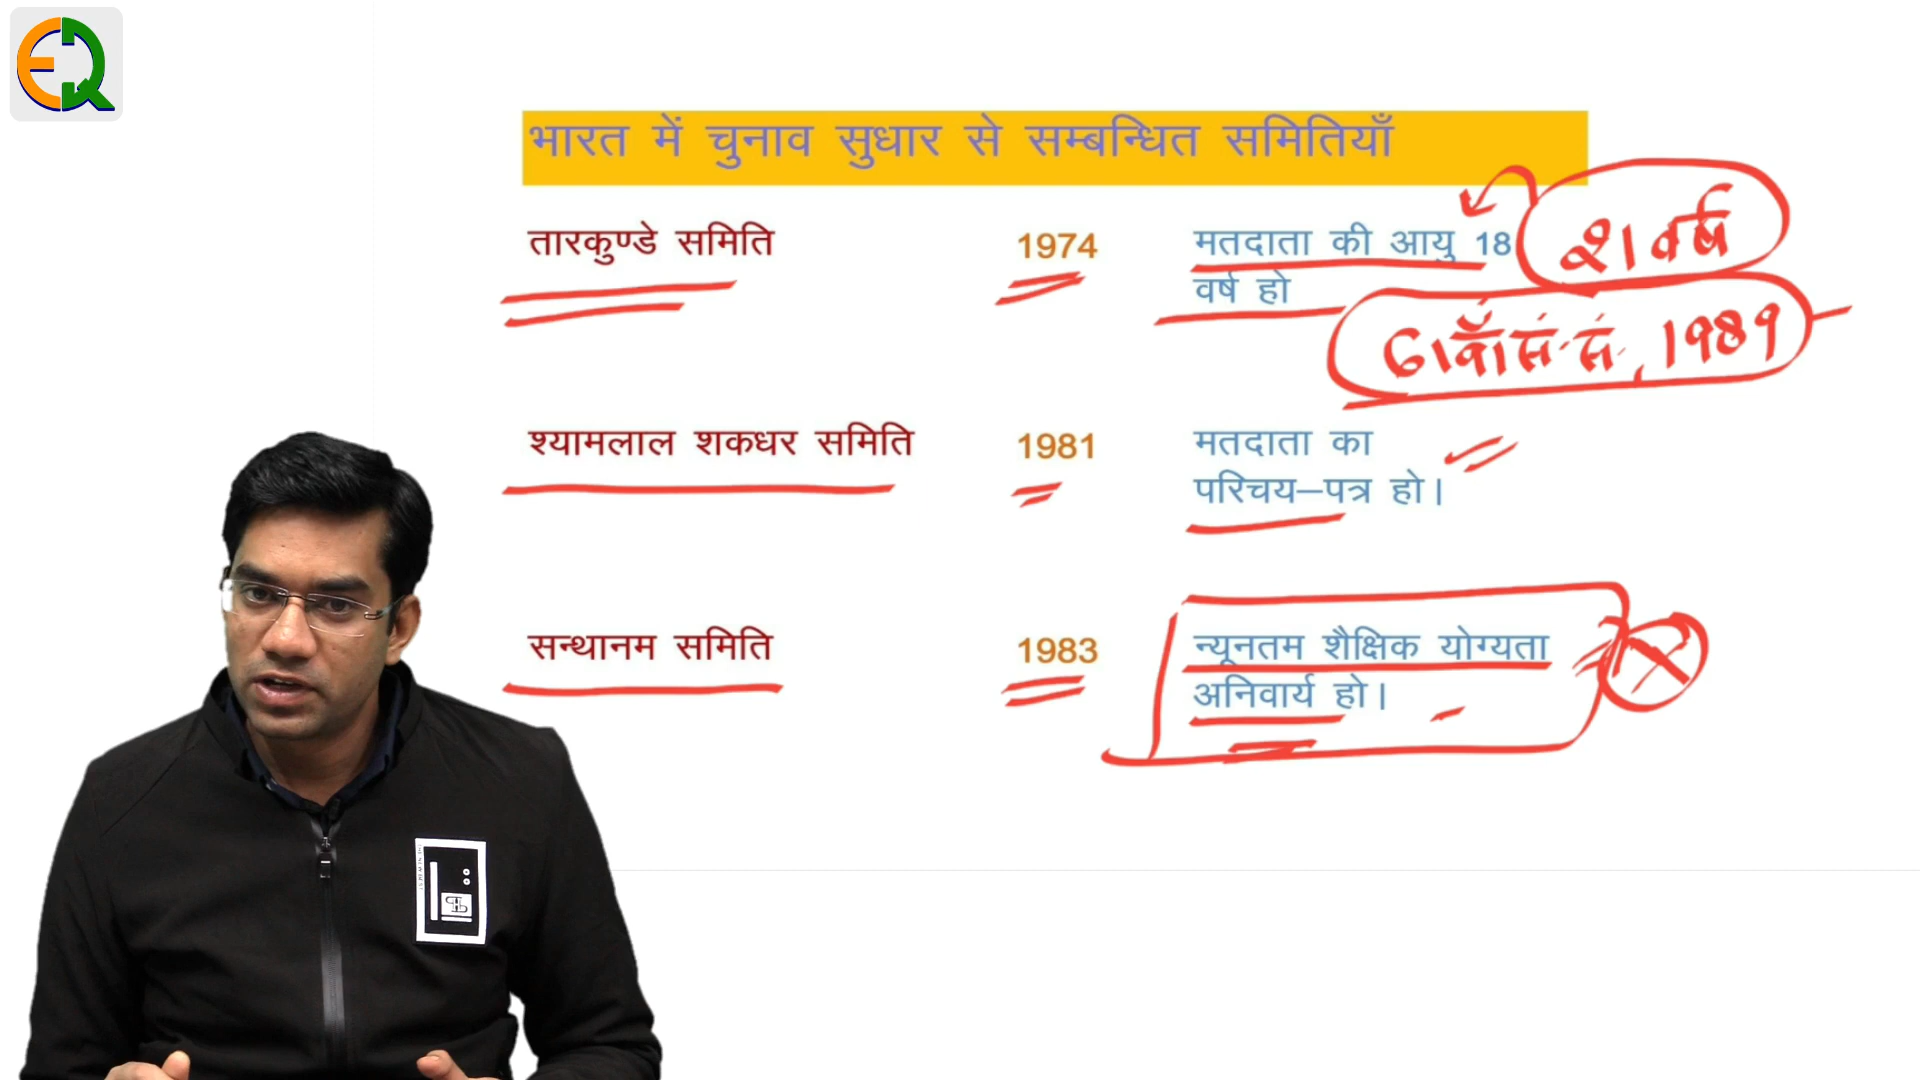 भारत में चुनाव सुधार से सम्बन्धित समितियाँ
तारकुण्डे समिति 1974 मतदाता की आयु 18
वर्ष हो
21 वर्ष
61वाँ सं. सं., 1989
श्यामलाल शकधर समिति 1981 मतदाता का
परिचय–पत्र हो।
सन्थानम समिति 1983 न्यूनतम शैक्षिक योग्यता
अनिवार्य हो।